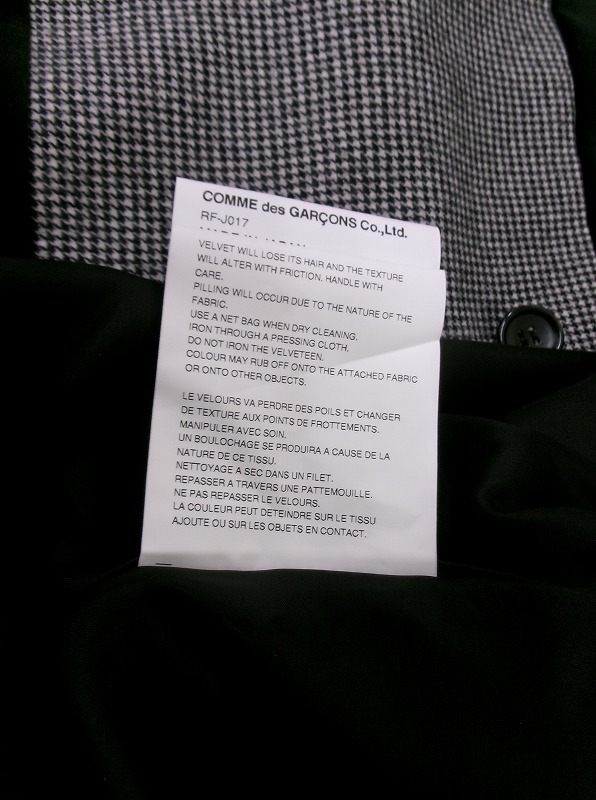 COMME des GARÇONS Co.,Ltd.
RF-J017
VELVET WILL LOSE ITS HAIR AND THE TEXTURE
WILL ALTER WITH FRICTION. HANDLE WITH
CARE.
PILLING WILL OCCUR DUE TO THE NATURE OF THE
FABRIC.
USE A NET BAG WHEN DRY CLEANING.
IRON THROUGH A PRESSING CLOTH.
DO NOT IRON THE VELVETEEN.
COLOUR MAY RUB OFF ONTO THE ATTACHED FABRIC
OR ONTO OTHER OBJECTS.
LE VELOURS VA PERDRE DES POILS ET CHANGER
DE TEXTURE AUX POINTS DE FROTTEMENTS.
MANIPULER AVEC SOIN.
UN BOULOCHAGE SE PRODUIRA A CAUSE DE LA
NATURE DE CE TISSU.
NETTOYAGE A SEC DANS UN FILET.
REPASSER A TRAVERS UNE PATTEMOUILLE.
NE PAS REPASSER LE VELOURS.
LA COULEUR PEUT DETEINDRE SUR LE TISSU
AJOUTE OU SUR LES OBJETS EN CONTACT.